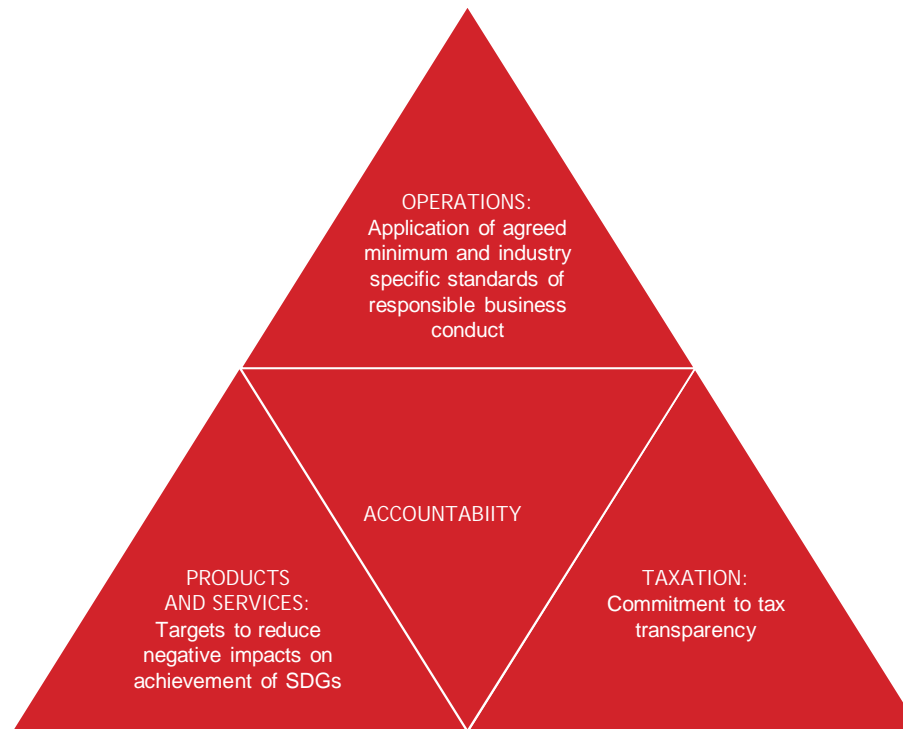 OPERATIONS:
Application of agreed
minimum and industry
specific standards of
responsible business
conduct
ACCOUNTABIITY
PRODUCTS
AND SERVICES:
Targets to reduce
negative impacts on
achievement of SDGs
TAXATION:
Commitment to tax
transparency